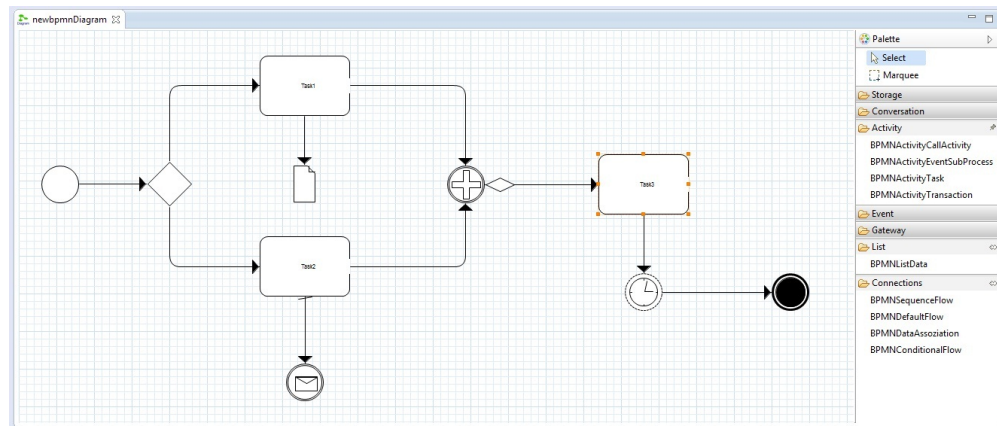 newbpmnDiagram
Palette
Select
Marquee
Storage
Conversation
Activity
BPMNActivityCallActivity
BPMNActivityEventSubProcess
BPMNActivityTask
BPMNActivityTransaction
Event
Gateway
List
BPMNListData
Connections
BPMNSequenceFlow
BPMNDefaultFlow
BPMNDataAssoziation
BPMNConditionalFlow
Task1
Task2
Task3